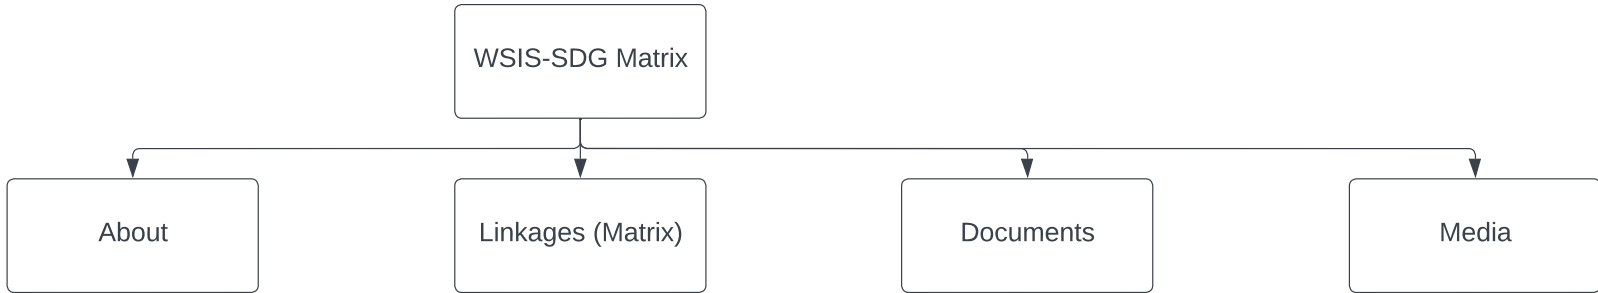 WSIS-SDG Matrix
About
Linkages (Matrix)
Documents
Media